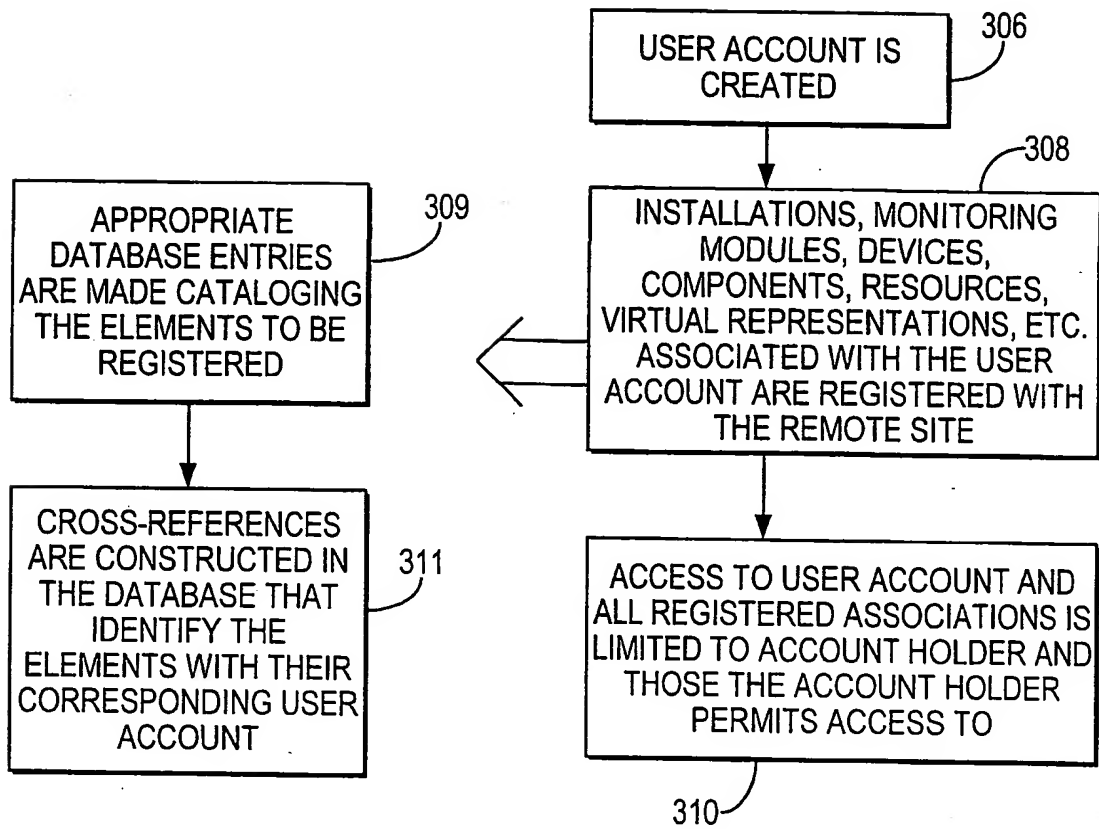 306
USER ACCOUNT IS
CREATED
308
INSTALLATIONS, MONITORING
MODULES, DEVICES,
COMPONENTS, RESOURCES,
VIRTUAL REPRESENTATIONS, ETC.
ASSOCIATED WITH THE USER
ACCOUNT ARE REGISTERED WITH
THE REMOTE SITE
309
APPROPRIATE
DATABASE ENTRIES
ARE MADE CATALOGING
THE ELEMENTS TO BE
REGISTERED
311
CROSS-REFERENCES
ARE CONSTRUCTED IN
THE DATABASE THAT
IDENTIFY THE
ELEMENTS WITH THEIR
CORRESPONDING USER
ACCOUNT
ACCESS TO USER ACCOUNT AND
ALL REGISTERED ASSOCIATIONS IS
LIMITED TO ACCOUNT HOLDER AND
THOSE THE ACCOUNT HOLDER
PERMITS ACCESS TO
310